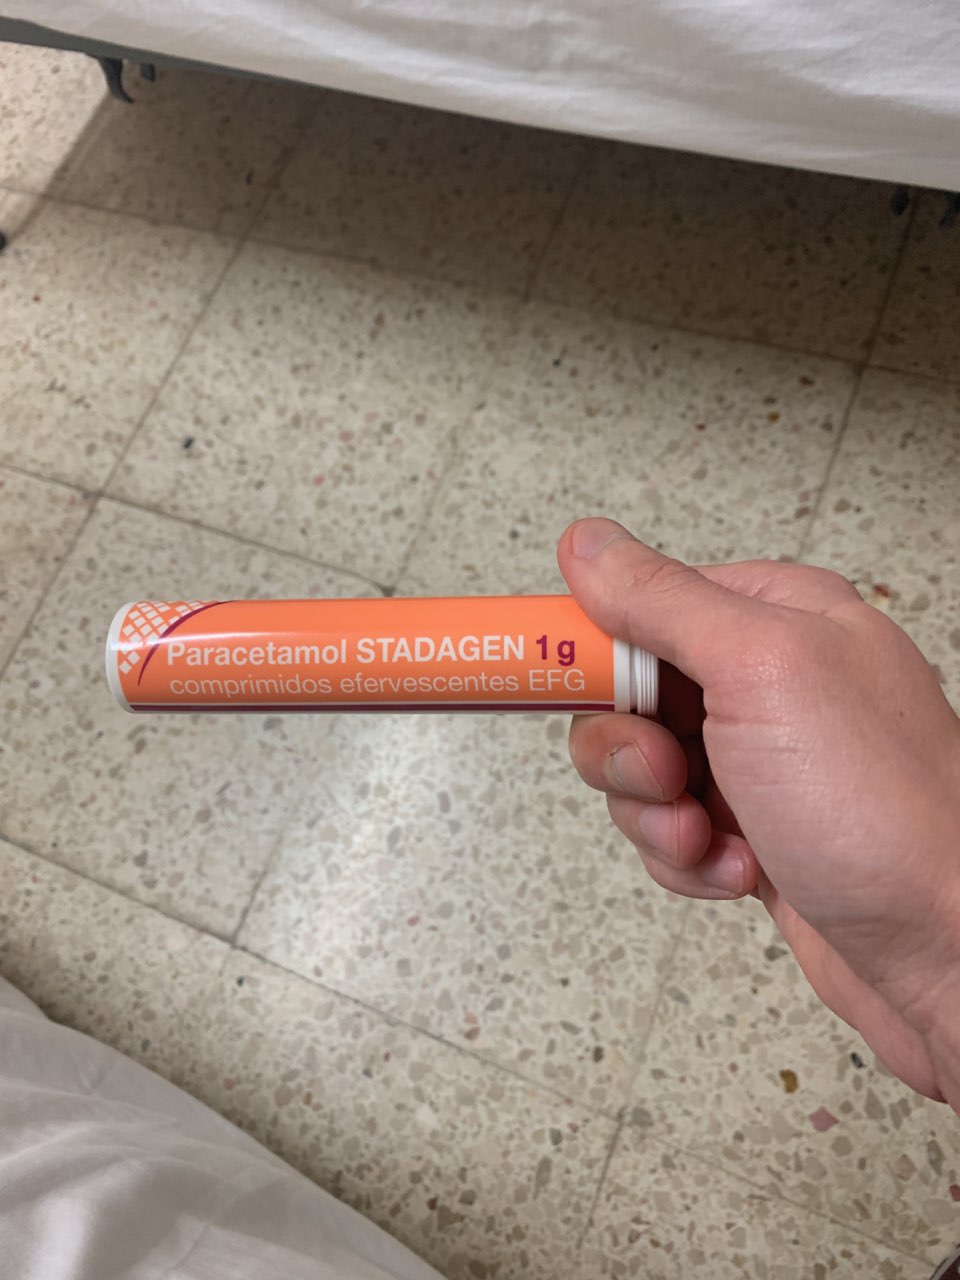 Paracetamol STADAGEN 1g
comprimidos efervescentes EFG